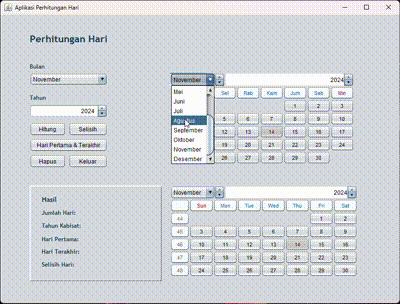 Aplikasi Perhitungan Hari
Perhitungan Hari
Bulan
November
Tahun
2024
Hitung Selisih
Hari Pertama & Terakhir
Hapus Keluar
November 2024
Mei
Juni
Juli
Agustus
September
Oktober
November
Desember
Sel Rab Kam Jum Sab Min
1 2 3
5 6 7 8 9 10
12 13 14 15 16 17
19 20 21 22 23 24
26 27 28 29 30
Hasil
Jumlah Hari:
Tahun Kabisat:
Hari Pertama:
Hari Terakhir:
Selisih Hari:
November 2024
Sun Mon Tue Wed Thu Fri Sat
44 1 2
45 3 4 5 6 7 8 9
46 10 11 12 13 14 15 16
47 17 18 19 20 21 22 23
48 24 25 26 27 28 29 30